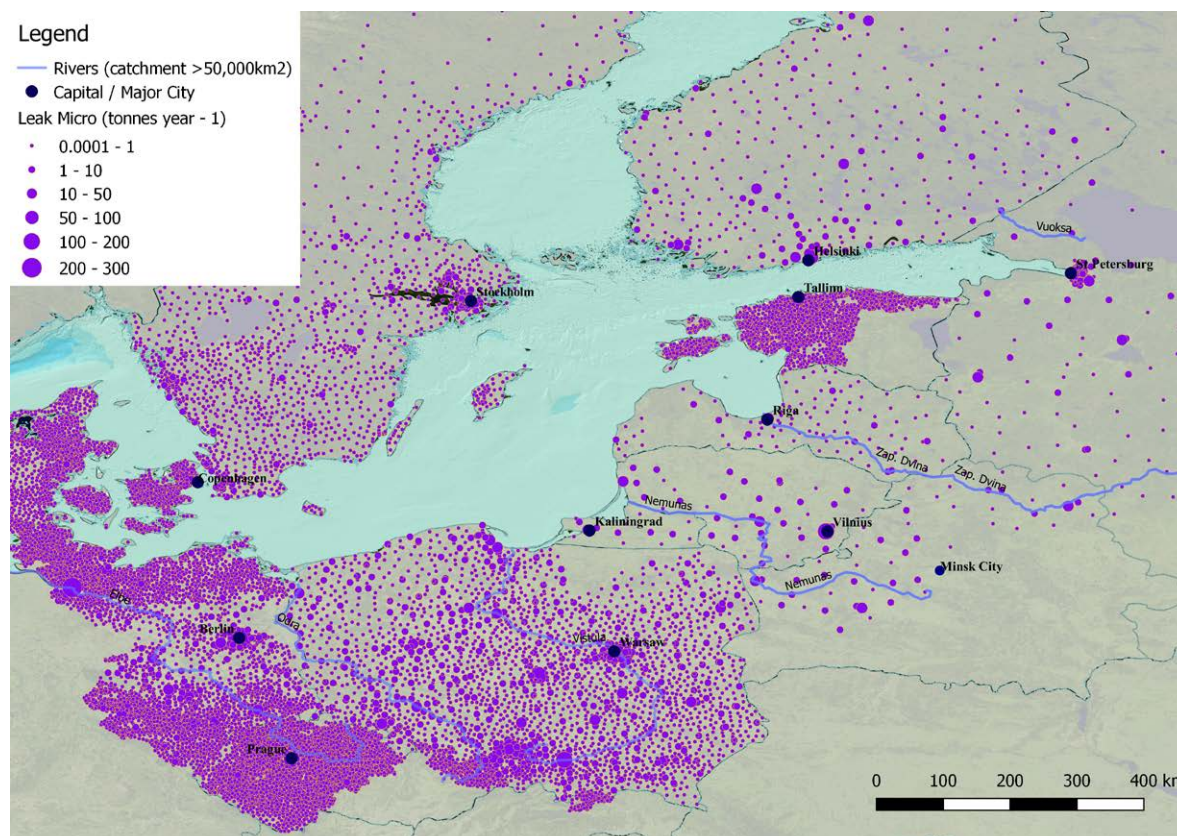 Legend
Rivers (catchment >50,000km2)
Capital / Major City
Leak Micro (tonnes year - 1)
0.0001 - 1
1 - 10
10 - 50
50 - 100
100 - 200
200 - 300
Vuoksa
Helsinki
St Petersburg
Stockholm
Tallinn
Riga
Zap. Dvina
Zap. Dvina
Copenhagen
Nemunas
Kaliningrad
Vilnius
Minsk City
Nemunas
Elbe
Odra
Berlin
Vistula
Warsaw
Prague
0 100 200 300 400 km